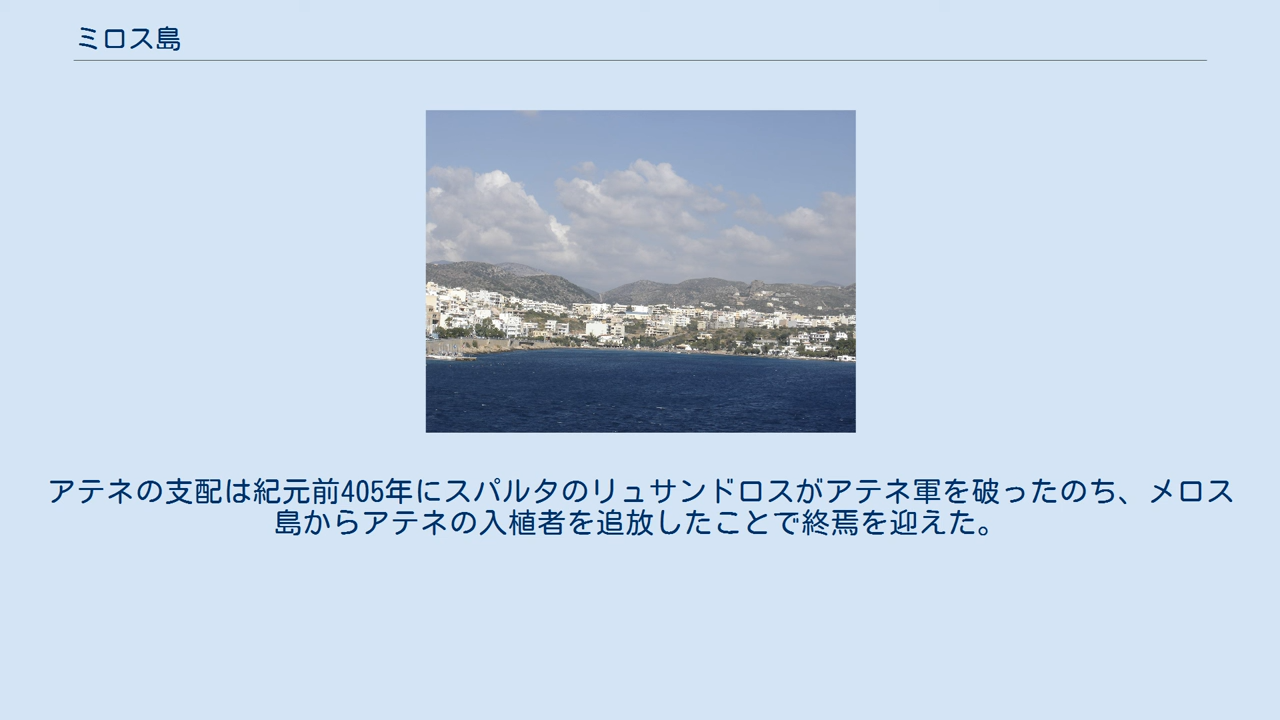 ミロス島
アテネの支配は紀元前405年にスパルタのリュサンドロスがアテネ軍を破ったのち、メロス
島からアテネの入植者を追放したことで終焉を迎えた。